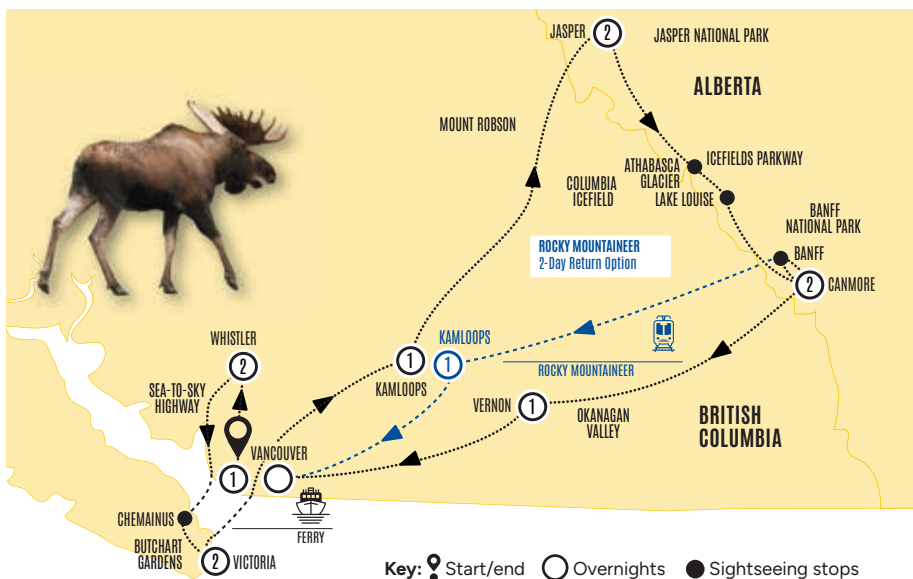 JASPER
2
JASPER NATIONAL PARK
ALBERTA
MOUNT ROBSON
ATHABASCA
GLACIER
ICEFIELDS PARKWAY
COLUMBIA
ICEFIELD
LAKE LOUISE
BANFF
NATIONAL PARK
BANFF
ROCKY MOUNTAINEER
2-Day Return Option
2
CANMORE
WHISTLER
2
KAMLOOPS
1
1
KAMLOOPS
ROCKY MOUNTAINEER
SEA-TO-SKY
HIGHWAY
VERNON
1
OKANAGAN
VALLEY
BRITISH
COLUMBIA
VANCOUVER
1
CHEMAINUS
FERRY
BUTCHART
GARDENS
2
VICTORIA
Key: Start/end Overnights Sightseeing stops